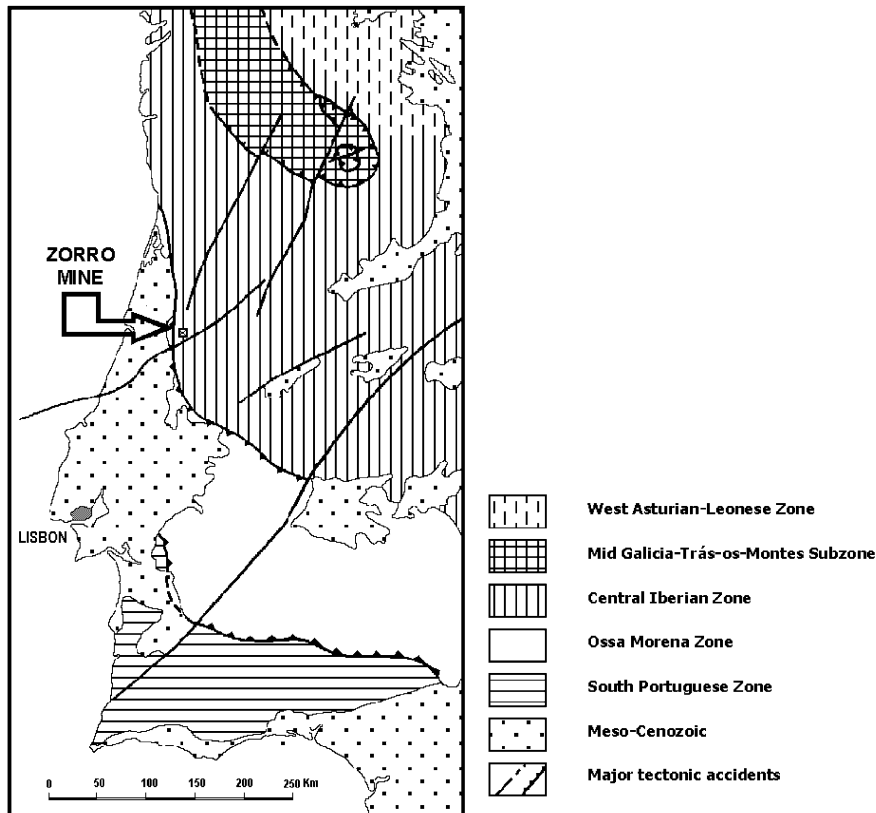 ZORRO
MINE
LISBON
0 50 100 150 200 250 Km
West Asturian-Leonese Zone
Mid Galicia-Trás-os-Montes Subzone
Central Iberian Zone
Ossa Morena Zone
South Portuguese Zone
Meso-Cenozoic
Major tectonic accidents